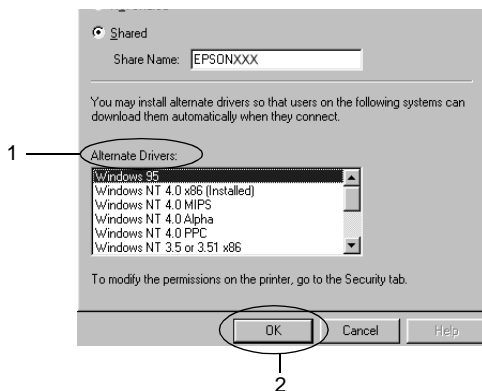 Shared
Share Name: EPSONXXX
You may install alternate drivers so that users on the following systems can
download them automatically when they connect.
1
Alternate Drivers:
Windows 95
Windows NT 4.0 x86 (Installed)
Windows NT 4.0 MIPS
Windows NT 4.0 Alpha
Windows NT 4.0 PPC
Windows NT 3.5 or 3.51 x86
To modify the permissions on the printer, go to the Security tab.
OK Cancel Help
2